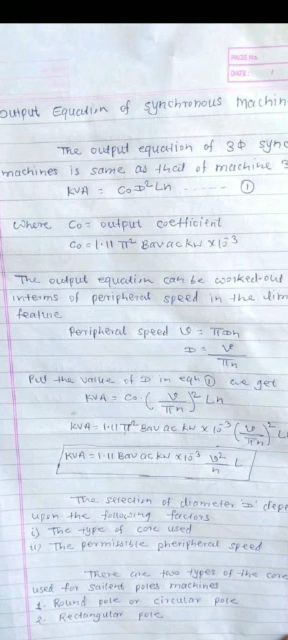 PAGE No.
DATE: /
Output Equation of Synchronous Machin
The output equation of 3Φ sync
machines is same as that of machine 3
KVA = CoD²Ln ------ ①
Where Co = output coefficient
Co = 1.11 π² Bav ac kw × 10⁻³
The output equation can be worked-out
interms of peripheral speed in the lim
feature
Peripheral speed v = πDn
D = v/πn
Put the value of D in eqn ① we get
KVA = Co·(v/πn)² Ln
KVA = 1.11 π² Bav ac kw × 10⁻³ (v/πn)² L
KVA = 1.11 Bav ac kw × 10⁻³ v²/n L
The selection of diameter 'D' depe
upon the following factors
i) The type of core used
ii) The permissible pheripheral speed
There are two types of the core
used for sailent poles machines
1. Round pole or circular pole
2. Rectangular pole